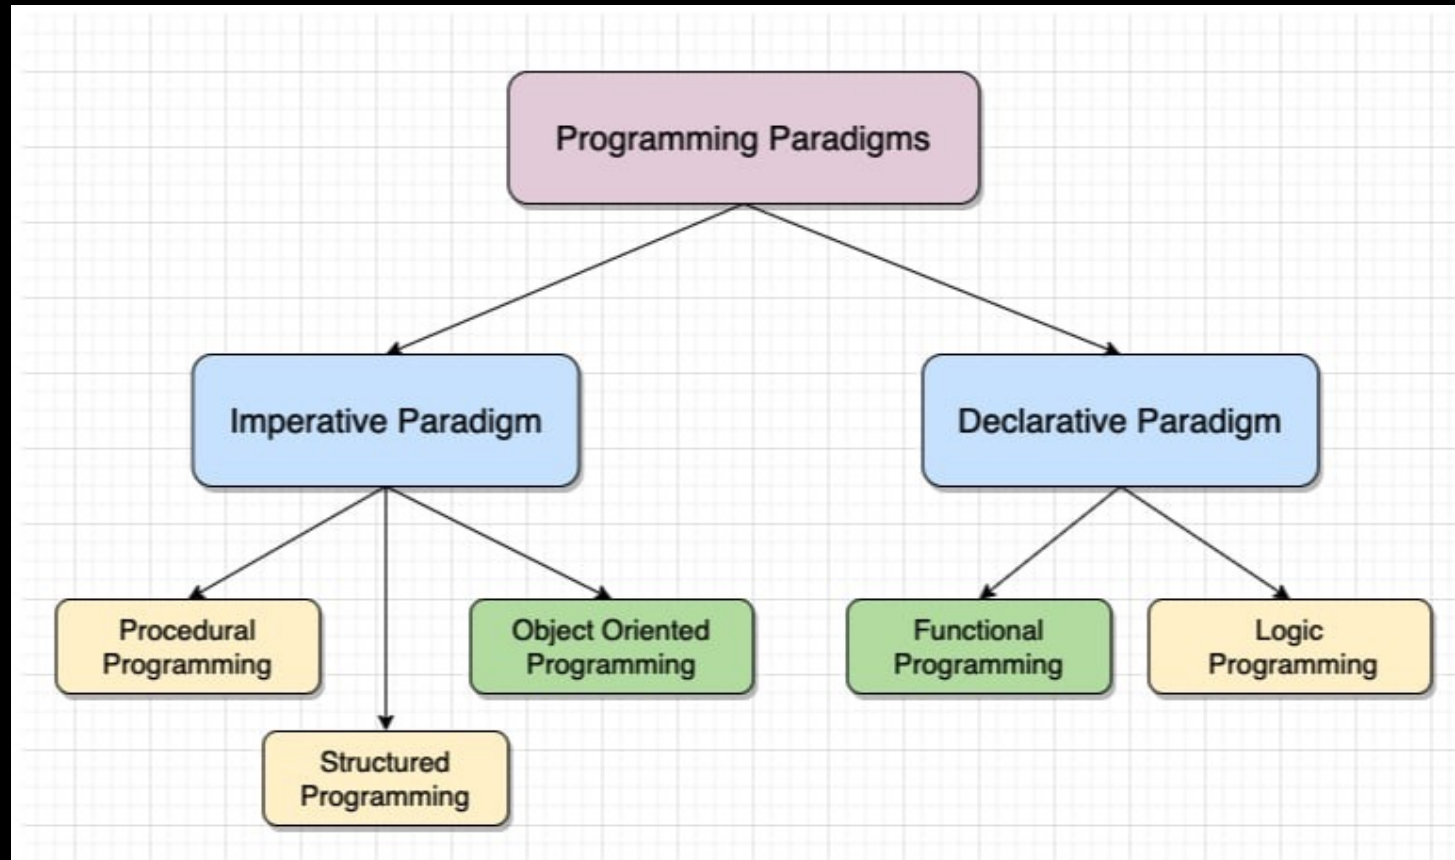 Programming Paradigms
Imperative Paradigm
Declarative Paradigm
Procedural
Programming
Object Oriented
Programming
Functional
Programming
Logic
Programming
Structured
Programming